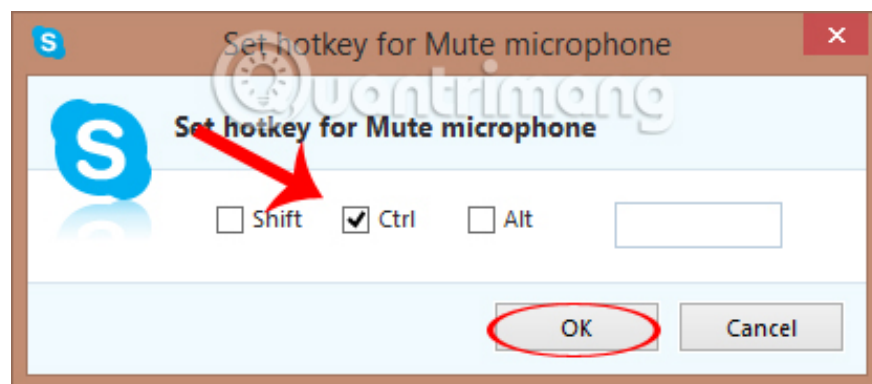 Set hotkey for Mute microphone
Quantrimang
Set hotkey for Mute microphone
Shift Ctrl Alt
OK Cancel